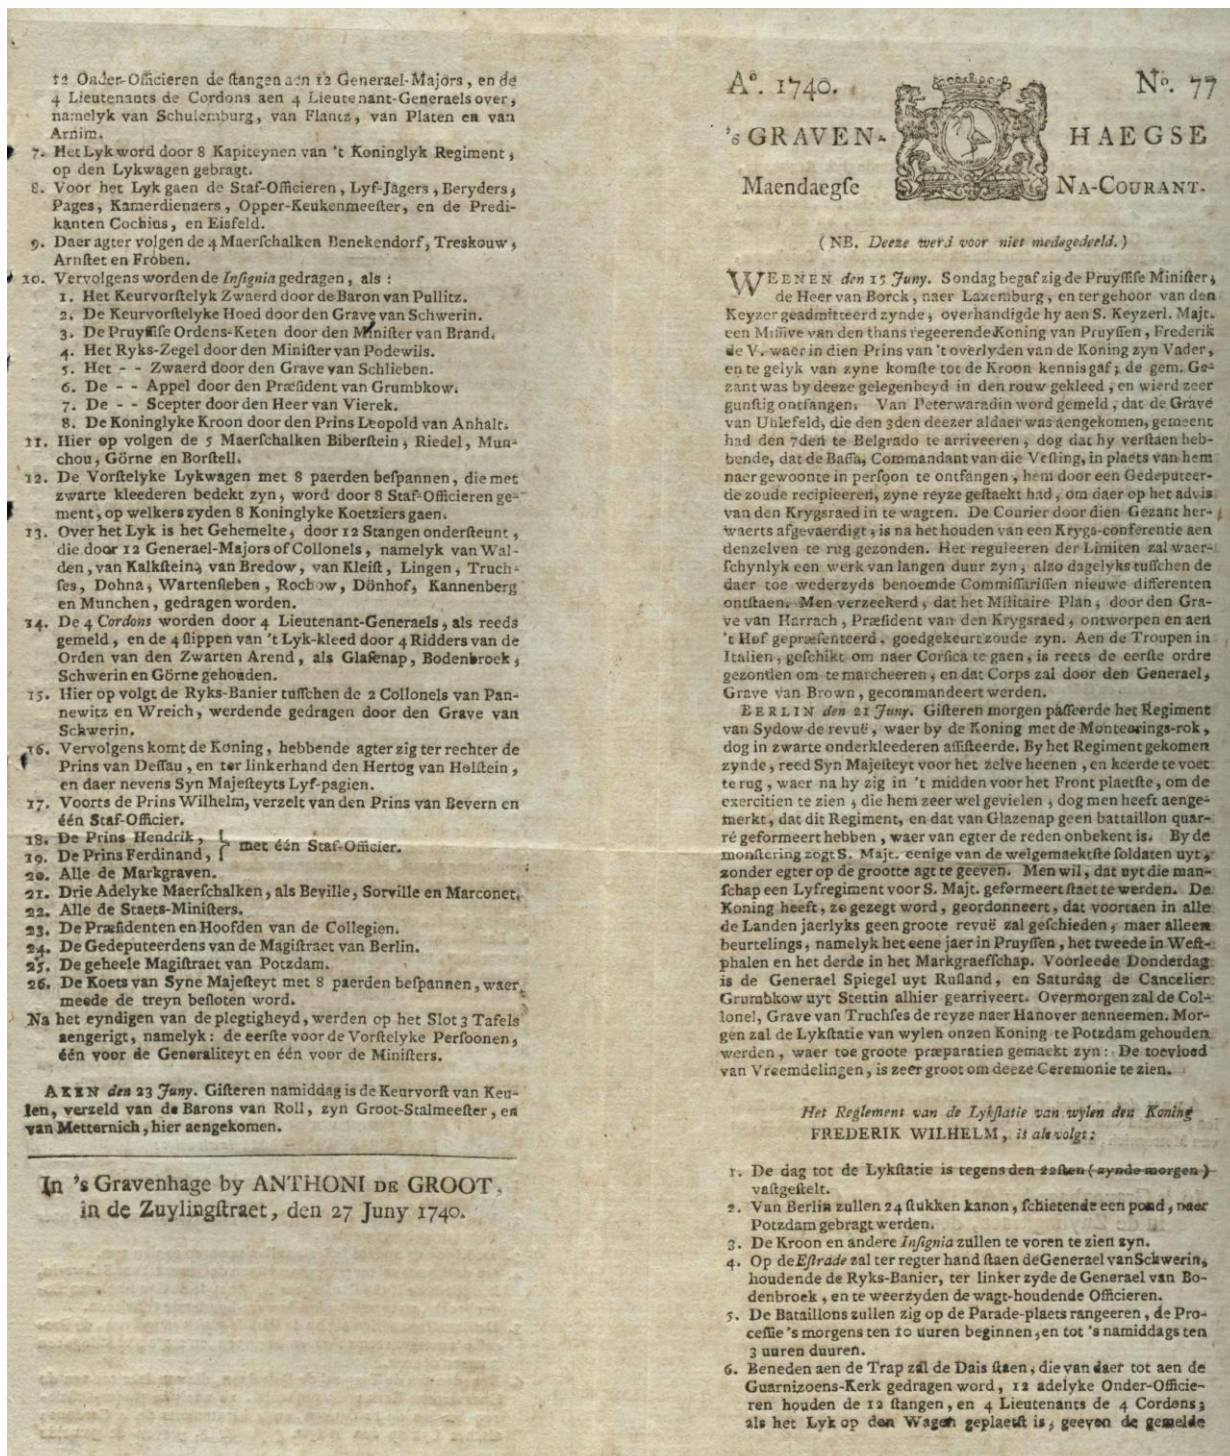 12 Onder-Officieren de ſtangen aen 12 Generael-Majors, en de
4 Lieutenants de Cordons aen 4 Lieutenant-Generaels over,
namelyk van Schulemburg, van Flantz, van Platen en van
Arnim.
7. Het Lyk word door 8 Kapiteynen van 't Koninglyk Regiment,
op den Lykwagen gebragt.
8. Voor het Lyk gaen de Staf-Officieren, Lyf-Jagers, Beryders,
Pages, Kamerdienaers, Opper-Keukenmeeſter, en de Predi-
kanten Cochius, en Eisfeld.
9. Daer agter volgen de 4 Maerſchalken Benekendorf, Treskouw,
Arnſtet en Froben.
10. Vervolgens worden de Inſignia gedragen, als:
1. Het Keurvorſtelyk Zwaerd door de Baron van Pullitz.
2. De Keurvorſtelyke Hoed door den Grave van Schwerin.
3. De Pruyſſiſe Ordens-Keten door den Miniſter van Brand.
4. Het Ryks-Zegel door den Miniſter van Podewils.
5. Het - - Zwaerd door den Grave van Schlieben.
6. De - - Appel door den Præſident van Grumbkow.
7. De - - Scepter door den Heer van Vierek.
8. De Koninglyke Kroon door den Prins Leopold van Anhalt.
11. Hier op volgen de 5 Maerſchalken Biberſtein, Riedel, Mun-
chou, Görne en Borſtell.
12. De Vorſtelyke Lykwagen met 8 paerden beſpannen, die met
zwarte kleederen bedekt zyn, word door 8 Staf-Officieren ge-
ment, op welkers zyden 8 Koninglyke Koetziers gaen.
13. Over het Lyk is het Gehemelte, door 12 Stangen onderſteunt,
die door 12 Generael-Majors of Collonels, namelyk van Wal-
den, van Kalkſtein, van Bredow, van Kleiſt, Lingen, Truch-
ſes, Dohna, Wartenſleben, Rochow, Dönhof, Kannenberg
en Munchen, gedragen worden.
14. De 4 Cordons worden door 4 Lieutenant-Generaels, als reeds
gemeld, en de 4 ſlippen van 't Lyk-kleed door 4 Ridders van de
Orden van den Zwarten Arend, als Glaſenap, Bodenbroek,
Schwerin en Görne gehouden.
15. Hier op volgt de Ryks-Banier tuſſchen de 2 Collonels van Pan-
newitz en Wreich, werdende gedragen door den Grave van
Schwerin.
16. Vervolgens komt de Koning, hebbende agter zig ter rechter de
Prins van Deſſau, en ter linkerhand den Hertog van Holſtein,
en daer nevens Syn Majeſteyts Lyf-pagien.
17. Voorts de Prins Wilhelm, verzelt van den Prins van Bevern en
één Staf-Officier.
18. De Prins Hendrik, { met één Staf-Officier.
19. De Prins Ferdinand,
20. Alle de Markgraven.
21. Drie Adelyke Maerſchalken, als Beville, Sorville en Marconet.
22. Alle de Staets-Miniſters.
23. De Præſidenten en Hoofden van de Collegien.
24. De Gedeputeerdens van de Magiſtraet van Berlin.
25. De geheele Magiſtraet van Potzdam.
26. De Koets van Syne Majeſteyt met 8 paerden beſpannen, waer
meede de treyn beſloten word.
Na het eyndigen van de plegtigheyd, werden op het Slot 3 Tafels
aengerigt, namelyk: de eerſte voor de Vorſtelyke Perſoonen,
één voor de Generaliteyt en één voor de Miniſters.
AKEN den 23 Juny. Giſteren namiddag is de Keurvorſt van Keu-
len, verzeld van de Barons van Roll, zyn Groot-Stalmeeſter, en
van Metternich, hier aengekomen.
In 's Gravenhage by ANTHONI DE GROOT,
in de Zuylingſtraet, den 27 Juny 1740.
Aº. 1740. Nº. 77
's GRAVEN- HAEGSE
Maendaegſe NA-COURANT.
(NB. Deeze werd voor niet medegedeeld.)
WEENEN den 15 Juny. Sondag begaf zig de Pruyſſiſe Miniſter,
de Heer van Borck, naer Laxemburg, en ter gehoor van den
Keyzer geadmitteerd zynde, overhandigde hy aen S. Keyzerl. Majt.
een Miſſive van den thans regeerende Koning van Pruyſſen, Frederik
de V. waer in dien Prins van 't overlyden van de Koning zyn Vader,
en te gelyk van zyne komſte tot de Kroon kennis gaf; de gem. Ge-
zant was by deeze gelegenheyd in den rouw gekleed, en wierd zeer
gunſtig ontfangen. Van Peterwaradin word gemeld, dat de Grave
van Uhlefeld, die den 3den deezer aldaer was aengekomen, gemeent
had den 7den te Belgrado te arriveeren, dog dat hy verſtaen heb-
bende, dat de Baſſa, Commandant van die Veſting, in plaets van hem
naer gewoonte in perſoon te ontfangen, hem door een Gedeputeer-
de zoude recipieeren, zyne reyze geſtaekt had, om daer op het advis
van den Krygsraed in te wagten. De Courier door dien Gezant her-
waerts afgevaerdigt, is na het houden van een Krygs-conferentie aen
denzelven te rug gezonden. Het reguleeren der Limiten zal waer-
ſchynlyk een werk van langen duur zyn, alzo dagelyks tuſſchen de
daer toe wederzyds benoemde Commiſſariſſen nieuwe differenten
ontſtaen. Men verzeekerd, dat het Militaire Plan, door den Gra-
ve van Harrach, Præſident van den Krygsraed, ontworpen en aen
't Hof gepræſenteerd, goedgekeurt zoude zyn. Aen de Troupen in
Italien, geſchikt om naer Corſica te gaen, is reets de eerſte ordre
gezonden om te marcheeren, en dat Corps zal door den Generael,
Grave van Brown, gecommandeert werden.
BERLIN den 21 Juny. Giſteren morgen paſſeerde het Regiment
van Sydow de revuë, waer by de Koning met de Monteerings-rok,
dog in zwarte onderkleederen aſſiſteerde. By het Regiment gekomen
zynde, reed Syn Majeſteyt voor het zelve heenen, en keerde te voet
te rug, waer na hy zig in 't midden voor het Front plaetſte, om de
exercitien te zien, die hem zeer wel gevielen, dog men heeft aenge-
merkt, dat dit Regiment, en dat van Glazenap geen battaillon quar-
ré geformeert hebben, waer van egter de reden onbekent is. By de
monſtering zogt S. Majt. eenige van de welgemaektſte ſoldaten uyt,
zonder egter op de grootte agt te geeven. Men wil, dat uyt die man-
ſchap een Lyfregiment voor S. Majt. geformeert ſtaet te werden. De
Koning heeft, zo gezegt word, geordonneert, dat voortaen in alle
de Landen jaerlyks geen groote revuë zal geſchieden, maer alleen
beurtelings, namelyk het eene jaer in Pruyſſen, het tweede in Weſt-
phalen en het derde in het Markgraefſchap. Voorleede Donderdag
is de Generael Spiegel uyt Rusland, en Saturdag de Cancelier
Grumbkow uyt Stettin alhier gearriveert. Overmorgen zal de Col-
lonel, Grave van Truchſes de reyze naer Hanover aenneemen. Mor-
gen zal de Lykſtatie van wylen onzen Koning te Potzdam gehouden
werden, waer toe groote præparatien gemaekt zyn: De toevloed
van Vreemdelingen, is zeer groot om deeze Ceremonie te zien.
Het Reglement van de Lykſtatie van wylen den Koning
FREDERIK WILHELM, is als volgt:
1. De dag tot de Lykſtatie is tegens den 22ſten (zynde morgen)
vaſtgeſtelt.
2. Van Berlin zullen 24 ſtukken kanon, ſchietende een pond, naer
Potzdam gebragt werden.
3. De Kroon en andere Inſignia zullen te voren te zien zyn.
4. Op de Eſtrade zal ter regter hand ſtaen de Generael van Schwerin,
houdende de Ryks-Banier, ter linker zyde de Generael van Bo-
denbroek, en te weerzyden de wagt-houdende Officieren.
5. De Bataillons zullen zig op de Parade-plaets rangeeren, de Pro-
ceſſie 's morgens ten 10 uuren beginnen, en tot 's namiddags ten
3 uuren duuren.
6. Beneden aen de Trap zal de Dais ſtaen, die van daer tot aen de
Guarnizoens-Kerk gedragen word, 12 adelyke Onder-Officie-
ren houden de 12 ſtangen, en 4 Lieutenants de 4 Cordons;
als het Lyk op den Wagen geplaetſt is, geeven de gemelde